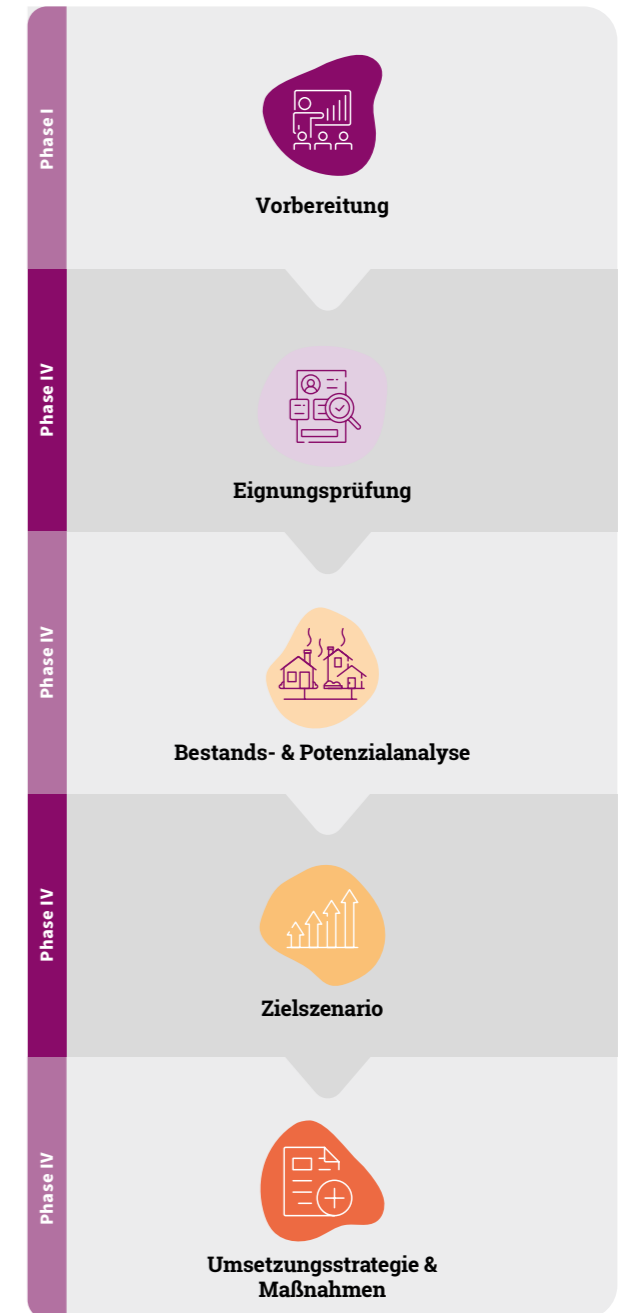 Phase I
Vorbereitung
Phase IV
Eignungsprüfung
Phase IV
Bestands- & Potenzialanalyse
Phase IV
Zielszenario
Phase IV
Umsetzungsstrategie &
Maßnahmen